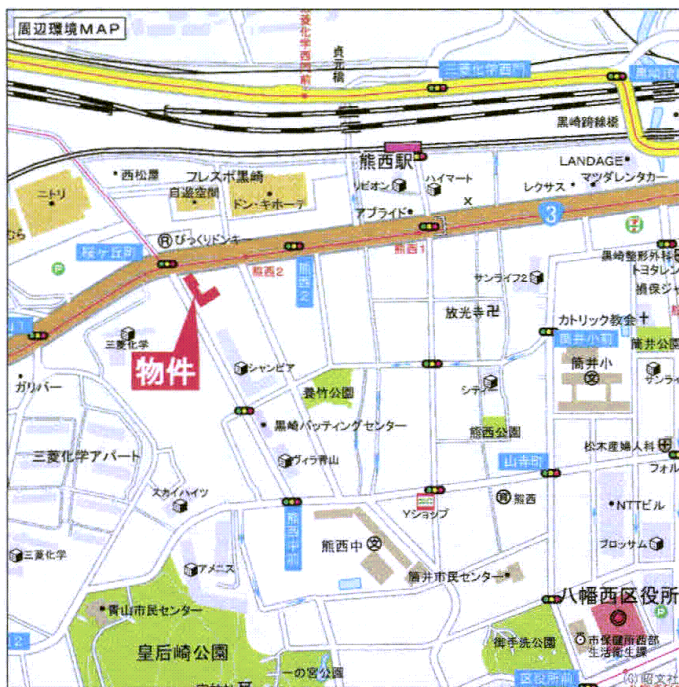 周辺環境MAP
三菱化学西門前
貞元橋
三菱化学西門
黒崎跨線橋
熊西駅
西松屋
フレスポ黒崎
自遊空間
ドン・キホーテ
ニトリ
リビオン
ハイマート
アプライド
LANDAGE
マツダレンタカー
レクサス
3
びっくりドンキー
桜ヶ丘町
熊西2
熊西2
熊西1
サンライフ2
黒崎整形外科
トヨタレン
損保ジャ
放光寺
カトリック教会
筒井小前
筒井公園
筒井小
三菱化学
物件
ガリバー
シャンピア
養竹公園
シティ
サンライ
熊西公園
黒崎バッティングセンター
松木産婦人科
フォル
三菱化学アパート
ヴィラ青山
山寺町
スカイハイツ
Yショップ
熊西
NTTビル
熊西中前
熊西中
ブロッサム
三菱化学
アメニス
筒井市民センター
八幡西区役所
青山市民センター
皇后崎公園
御手洗公園
市保健所西部
生活衛生課
一の宮公園
区役所前
(C)昭文社